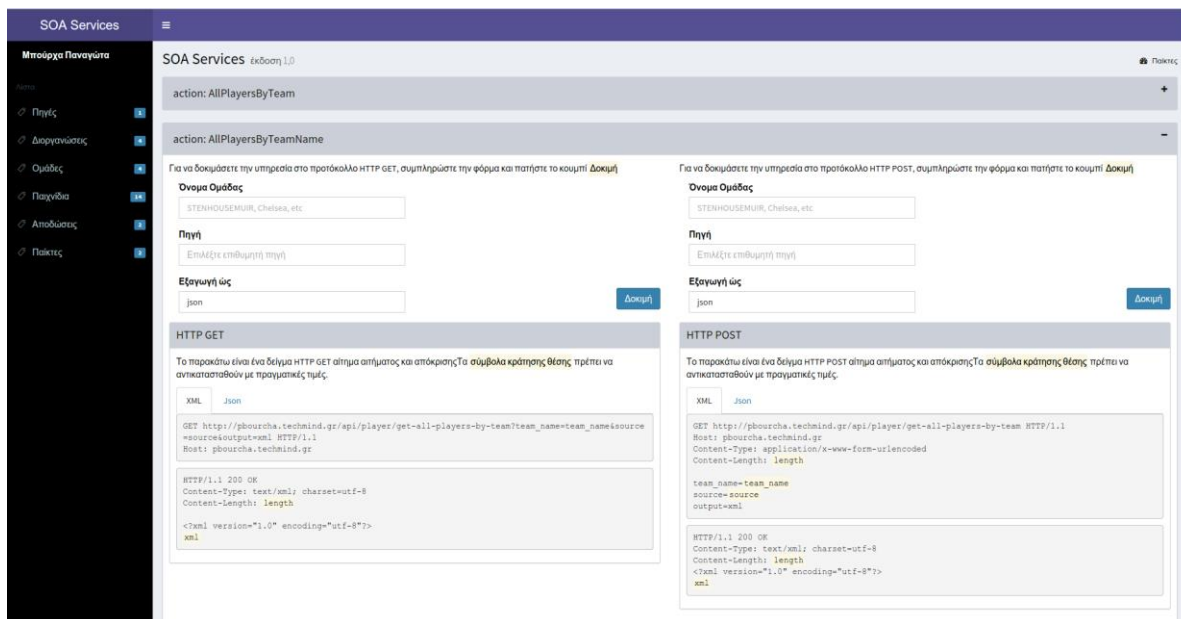 SOA Services
Μπούρχα Παναγώτα
Πηγές 1
Διοργανώσεις
Ομάδες
Παιχνίδια 14
Αποδώσεις
Παίκτες
SOA Services έκδοση 1,0
Παίκτες
action: AllPlayersByTeam +
action: AllPlayersByTeamName −
Για να δοκιμάσετε την υπηρεσία στο προτόκολλο HTTP GET, συμπληρώστε την φόρμα και πατήστε το κουμπί Δοκιμή
Όνομα Ομάδας
STENHOUSEMUIR, Chelsea, etc
Πηγή
Επιλέξτε επιθυμητή πηγή
Εξαγωγή ώς
json
Δοκιμή
HTTP GET
Το παρακάτω είναι ένα δείγμα HTTP GET αίτημα αιτήματος και απόκρισηςΤα σύμβολα κράτησης θέσης πρέπει να
αντικατασταθούν με πραγματικές τιμές.
XML Json
GET http://pbourcha.techmind.gr/api/player/get-all-players-by-team?team_name=team_name&source
=source&output=xml HTTP/1.1
Host: pbourcha.techmind.gr
HTTP/1.1 200 OK
Content-Type: text/xml; charset=utf-8
Content-Length: length
<?xml version="1.0" encoding="utf-8"?>
xml
Για να δοκιμάσετε την υπηρεσία στο προτόκολλο HTTP POST, συμπληρώστε την φόρμα και πατήστε το κουμπί Δοκιμή
Όνομα Ομάδας
STENHOUSEMUIR, Chelsea, etc
Πηγή
Επιλέξτε επιθυμητή πηγή
Εξαγωγή ώς
json
Δοκιμή
HTTP POST
Το παρακάτω είναι ένα δείγμα HTTP POST αίτημα αιτήματος και απόκρισηςΤα σύμβολα κράτησης θέσης πρέπει να
αντικατασταθούν με πραγματικές τιμές.
XML Json
GET http://pbourcha.techmind.gr/api/player/get-all-players-by-team HTTP/1.1
Host: pbourcha.techmind.gr
Content-Type: application/x-www-form-urlencoded
Content-Length: length
team_name=team_name
source=source
output=xml
HTTP/1.1 200 OK
Content-Type: text/xml; charset=utf-8
Content-Length: length
<?xml version="1.0" encoding="utf-8"?>
xml